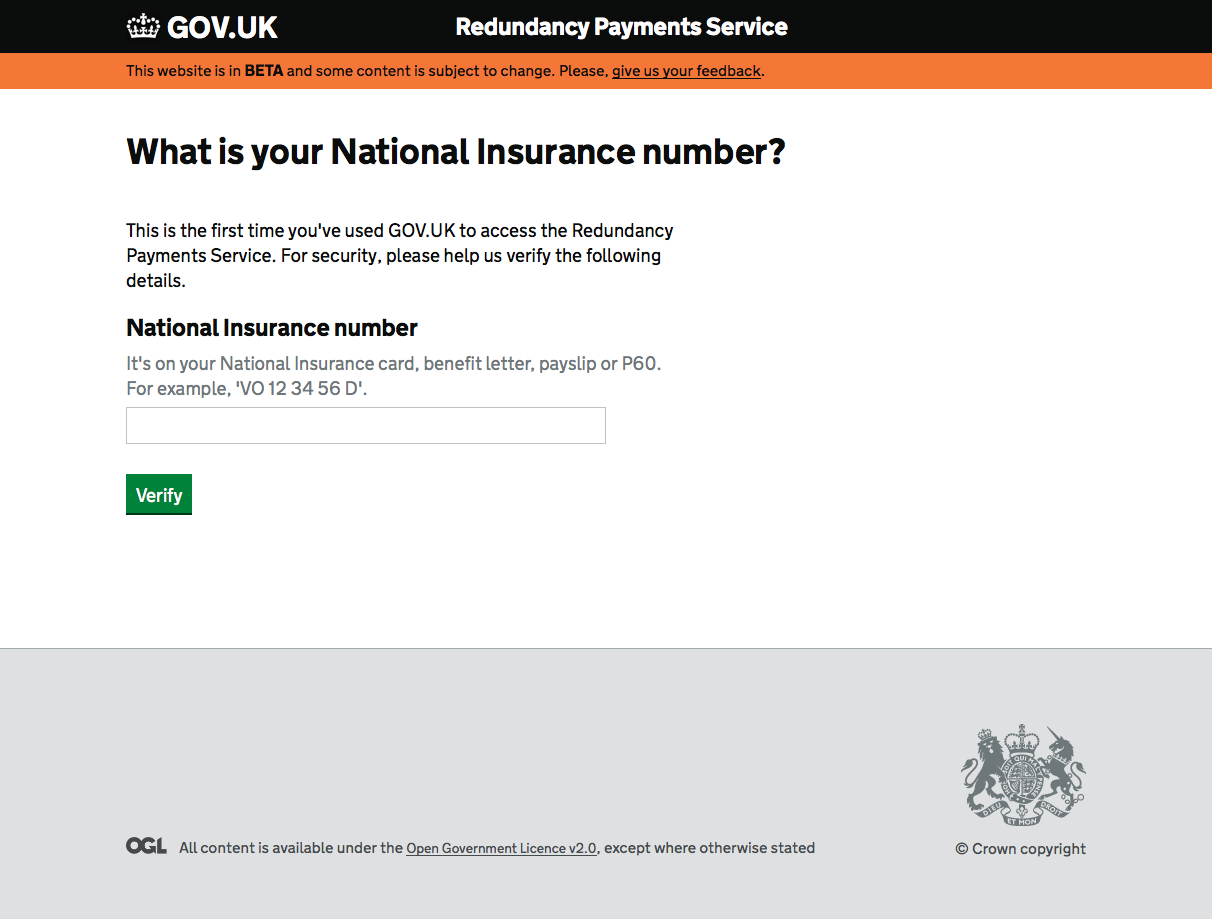 GOV.UK
Redundancy Payments Service
This website is in BETA and some content is subject to change. Please, give us your feedback.
What is your National Insurance number?
This is the first time you've used GOV.UK to access the Redundancy
Payments Service. For security, please help us verify the following
details.
National Insurance number
It's on your National Insurance card, benefit letter, payslip or P60.
For example, 'VO 12 34 56 D'.
Verify
DIEU ET MON DROIT
OGL All content is available under the Open Government Licence v2.0, except where otherwise stated
© Crown copyright